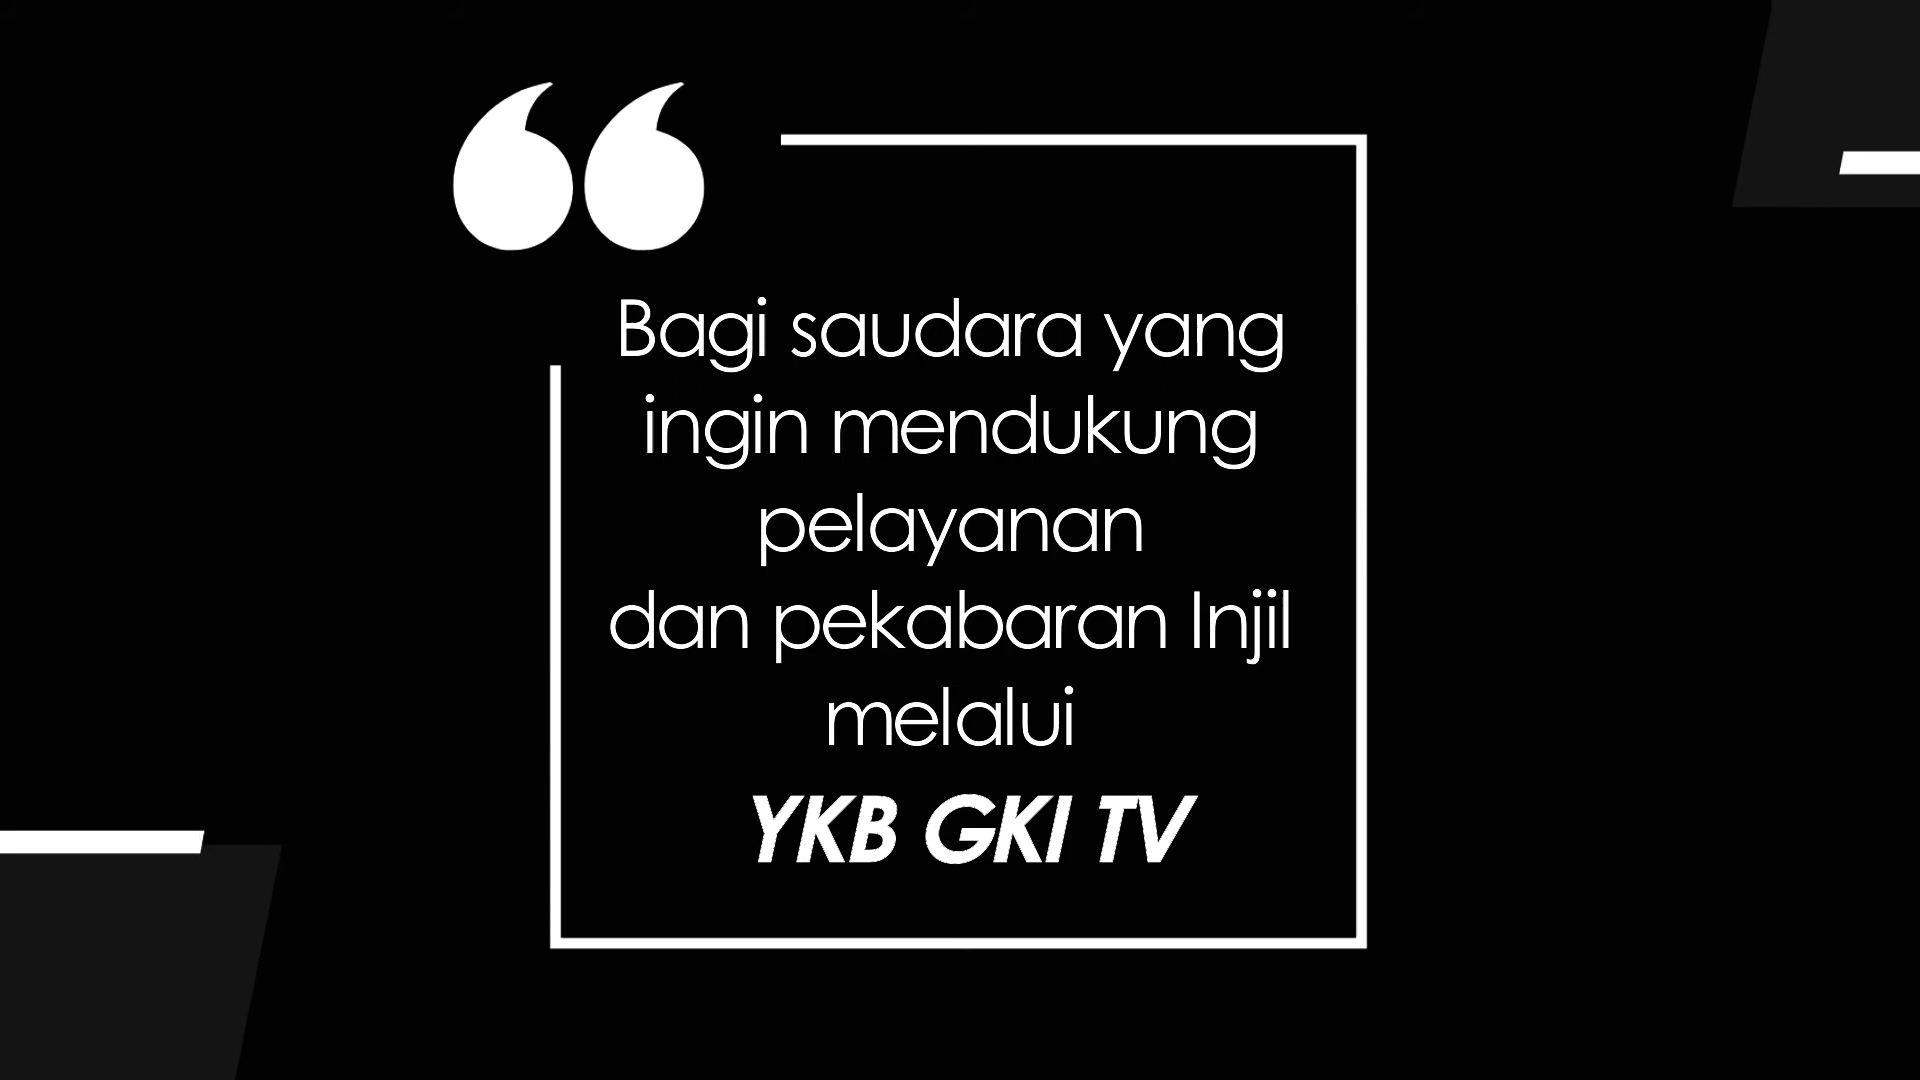 Bagi saudara yang
ingin mendukung
pelayanan
dan pekabaran Injil
melalui
YKB GKI TV